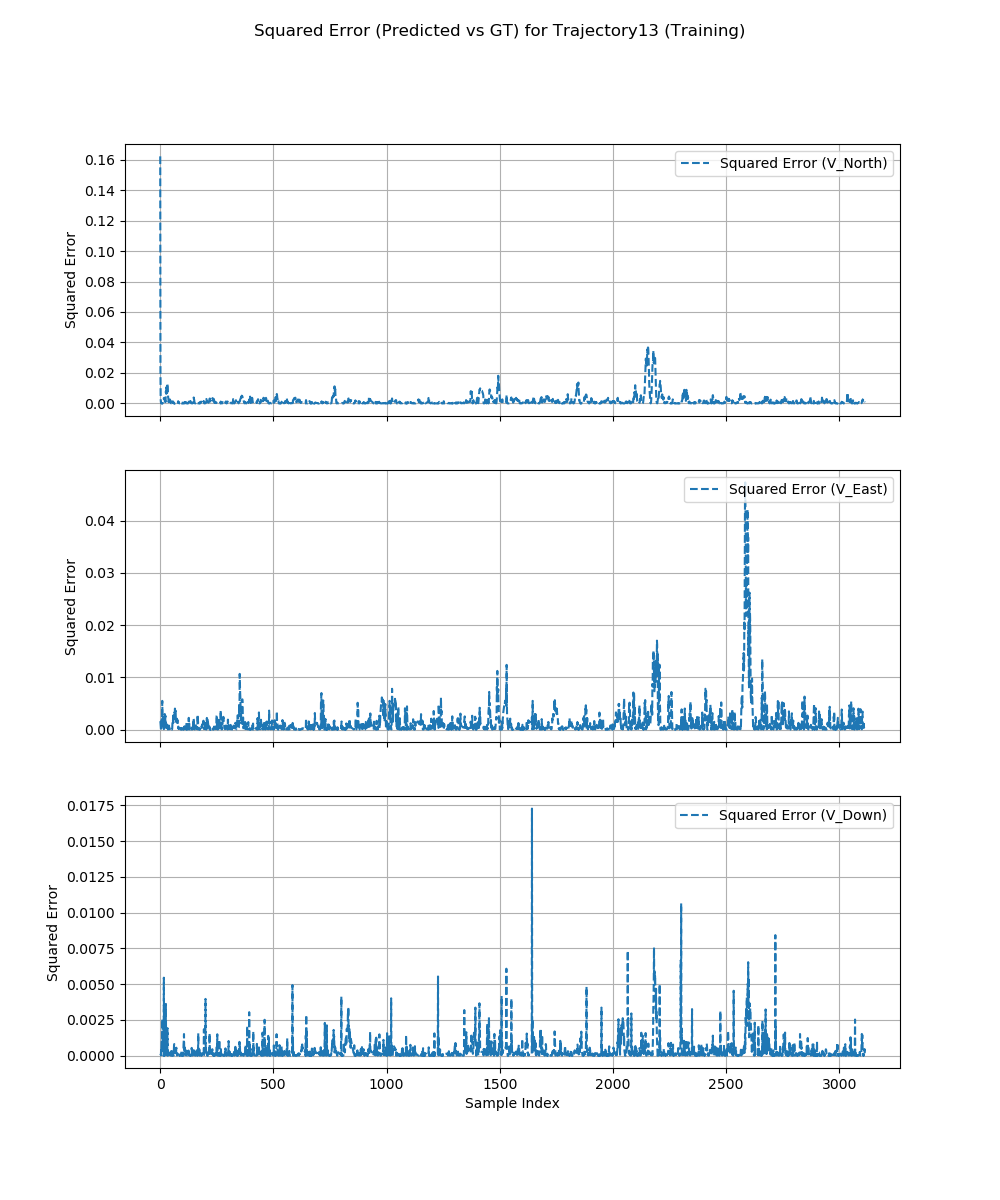 Squared Error (Predicted vs GT) for Trajectory13 (Training)
Squared Error (V_North)
Squared Error
0.16
0.14
0.12
0.10
0.08
0.06
0.04
0.02
0.00
Squared Error (V_East)
Squared Error
0.04
0.03
0.02
0.01
0.00
Squared Error (V_Down)
Squared Error
0.0175
0.0150
0.0125
0.0100
0.0075
0.0050
0.0025
0.0000
0 500 1000 1500 2000 2500 3000
Sample Index